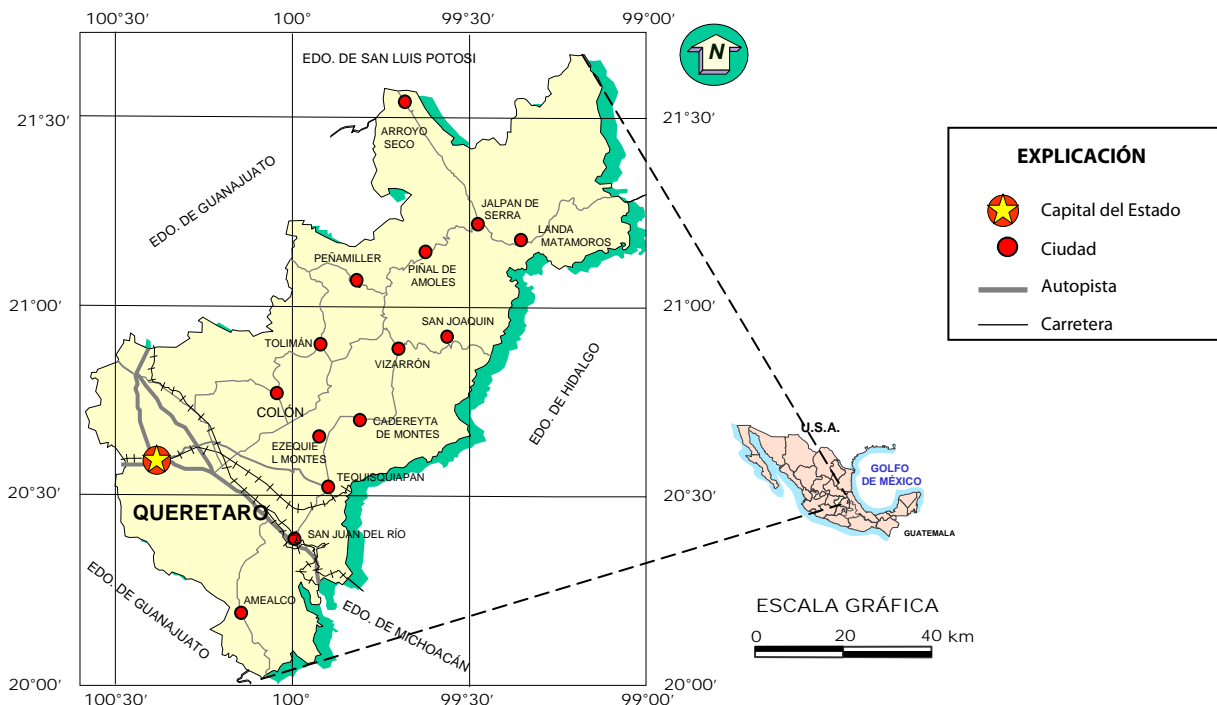 100°30′ 100° 99°30′ 99°00′
EDO. DE SAN LUIS POTOSI
N
21°30′ 21°30′
ARROYO
SECO
EDO. DE GUANAJUATO
JALPAN DE
SERRA
LANDA
MATAMOROS
PEÑAMILLER
PIÑAL DE
AMOLES
21°00′ 21°00′
SAN JOAQUIN
TOLIMÁN
VIZARRÓN
EDO. DE HIDALGO
COLÓN
CADEREYTA
DE MONTES
EZEQUIE
L MONTES
TEQUISQUIAPAN
20°30′ 20°30′
QUERETARO
SAN JUAN DEL RÍO
AMEALCO
EDO. DE GUANAJUATO
EDO. DE MICHOACÁN
20°00′ 20°00′
100°30′ 100° 99°30′ 99°00′
EXPLICACIÓN
Capital del Estado
Ciudad
Autopista
Carretera
U.S.A.
GOLFO
DE MÉXICO
GUATEMALA
ESCALA GRÁFICA
0 20 40 km